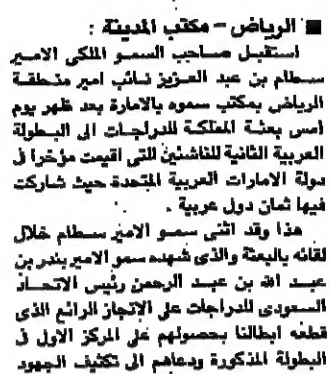 ■ الرياض – مكتب المدينة :
استقبل صاحب السمو الملكي الامير
سطام بن عبد العزيز نائب امير منطقة
الرياض بمكتب سموه بالامارة بعد ظهر يوم
أمس بعثة المملكة للدراجات الى البطولة
العربية الثانية للناشئين التي اقيمت مؤخرا في
دولة الامارات العربية المتحدة حيث شاركت
فيها ثمان دول عربية .
هذا وقد اثنى سمو الامير سطام خلال
لقائه بالبعثة والذى شهده سمو الامير بندر بن
عبد الله بن عبد الرحمن رئيس الاتحاد
السعودى للدراجات على الانجاز الرائع الذى
قطعه ابطالنا بحصولهم على المركز الاول في
البطولة المذكورة ودعاهم الى تكثيف الجهود